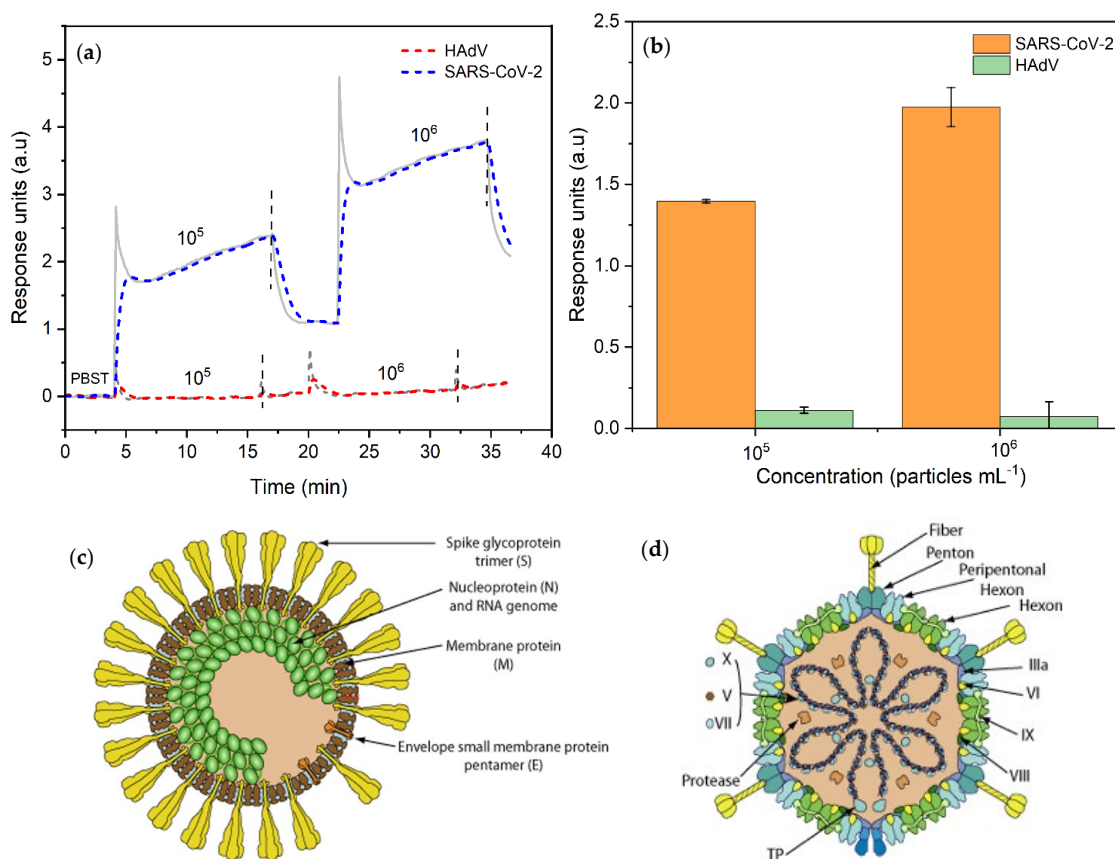 (a)
HAdV
SARS-CoV-2
5
4
3
2
1
0
Response units (a.u)
10⁵
10⁶
PBST
10⁵
10⁶
0 5 10 15 20 25 30 35 40
Time (min)
(b)
SARS-CoV-2
HAdV
2.5
2.0
1.5
1.0
0.5
0.0
Response units (a.u)
10⁵ 10⁶
Concentration (particles mL⁻¹)
(c)
Spike glycoprotein
trimer (S)
Nucleoprotein (N)
and RNA genome
Membrane protein
(M)
Envelope small membrane protein
pentamer (E)
(d)
Fiber
Penton
Peripentonal
Hexon
Hexon
IIIa
VI
IX
VIII
X
V
VII
Protease
TP